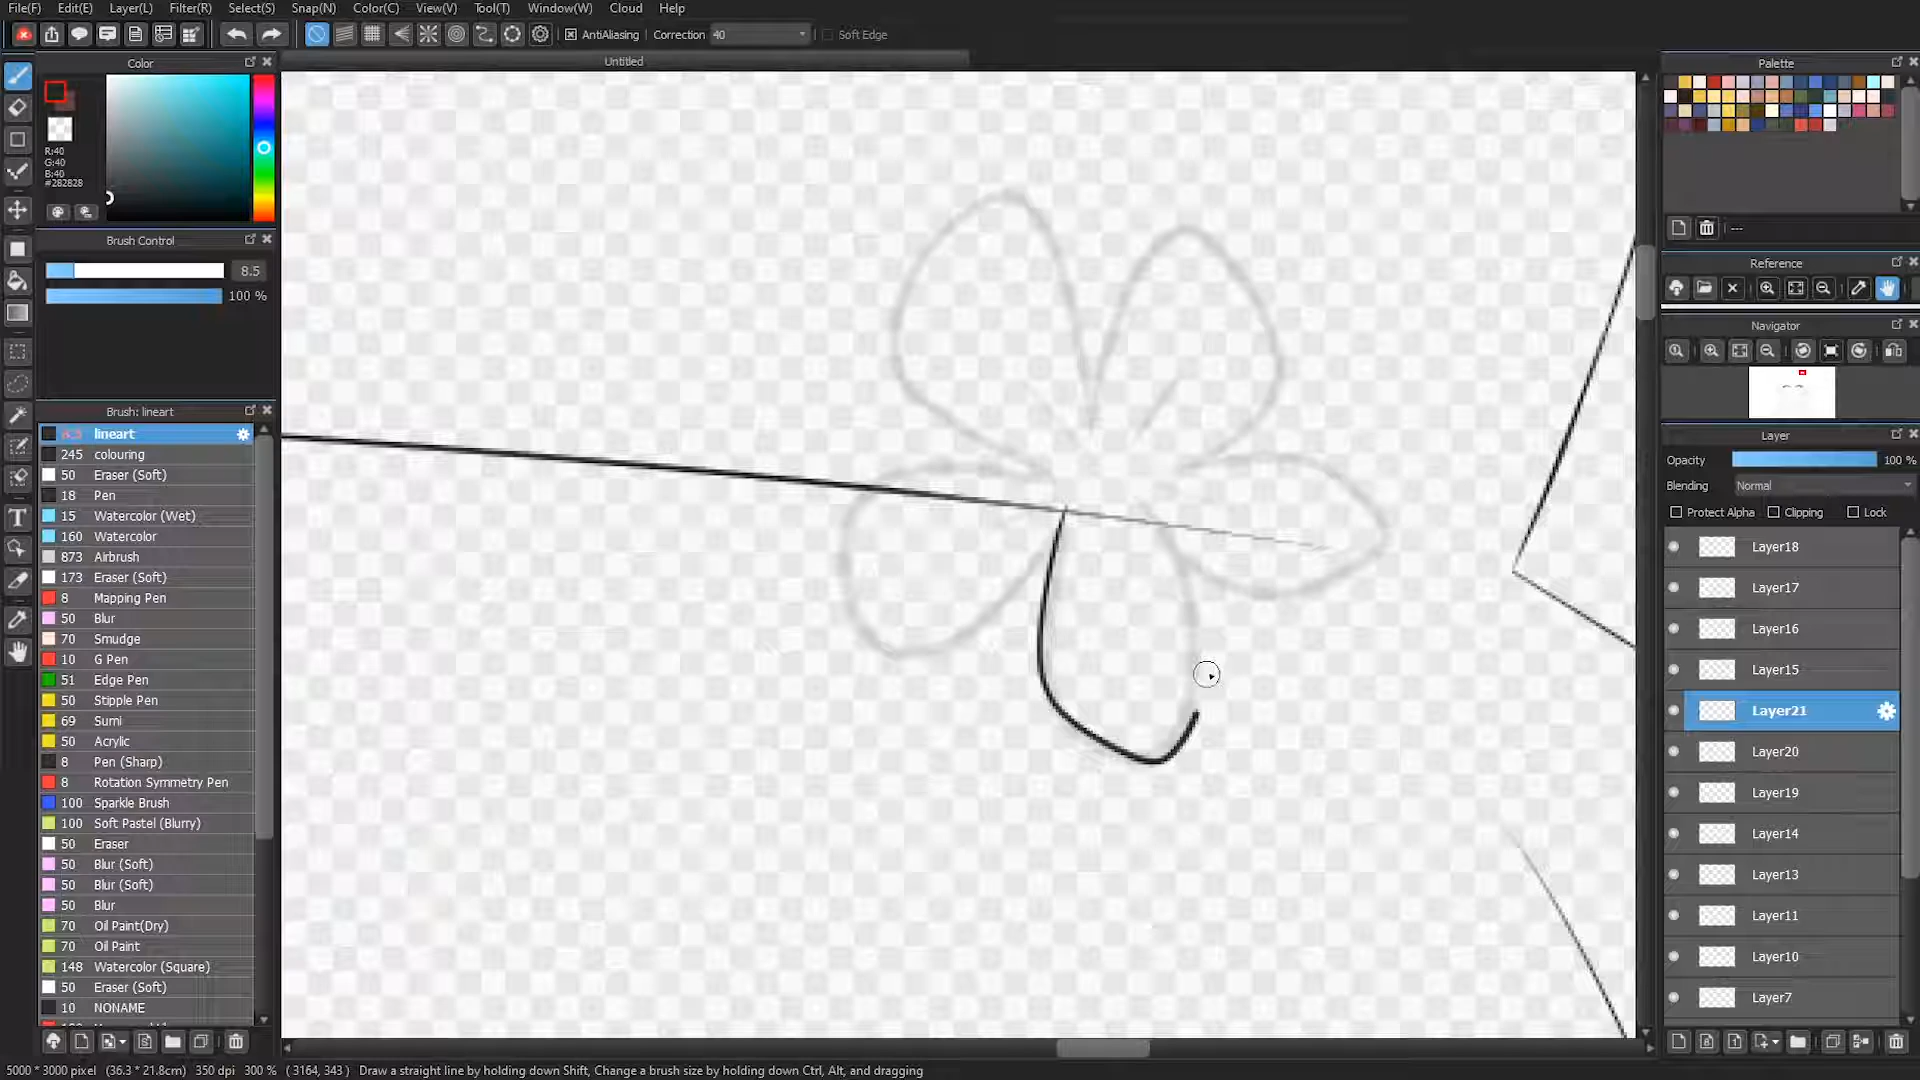 File(F) Edit(E) Layer(L) Filter(R) Select(S) Snap(N) Color(C) View(V) Tool(T) Window(W) Cloud Help
AntiAliasing Correction 40 Soft Edge
Untitled
Color
R:40
G:40
B:40
#282828
Brush Control
8.5
100 %
Brush: lineart
8.5 lineart
245 colouring
50 Eraser (Soft)
18 Pen
15 Watercolor (Wet)
160 Watercolor
873 Airbrush
173 Eraser (Soft)
8 Mapping Pen
50 Blur
70 Smudge
10 G Pen
51 Edge Pen
50 Stipple Pen
69 Sumi
50 Acrylic
8 Pen (Sharp)
8 Rotation Symmetry Pen
100 Sparkle Brush
100 Soft Pastel (Blurry)
50 Eraser
50 Blur (Soft)
50 Blur (Soft)
50 Blur
70 Oil Paint(Dry)
70 Oil Paint
148 Watercolor (Square)
50 Eraser (Soft)
10 NONAME
Palette
---
Reference
Navigator
Layer
Opacity 100 %
Blending Normal
Protect Alpha Clipping Lock
Layer18
Layer17
Layer16
Layer15
Layer21
Layer20
Layer19
Layer14
Layer13
Layer11
Layer10
Layer7
5000 * 3000 pixel (36.3 * 21.8cm) 350 dpi 300 % ( 3164, 343 ) Draw a straight line by holding down Shift, Change a brush size by holding down Ctrl, Alt, and dragging